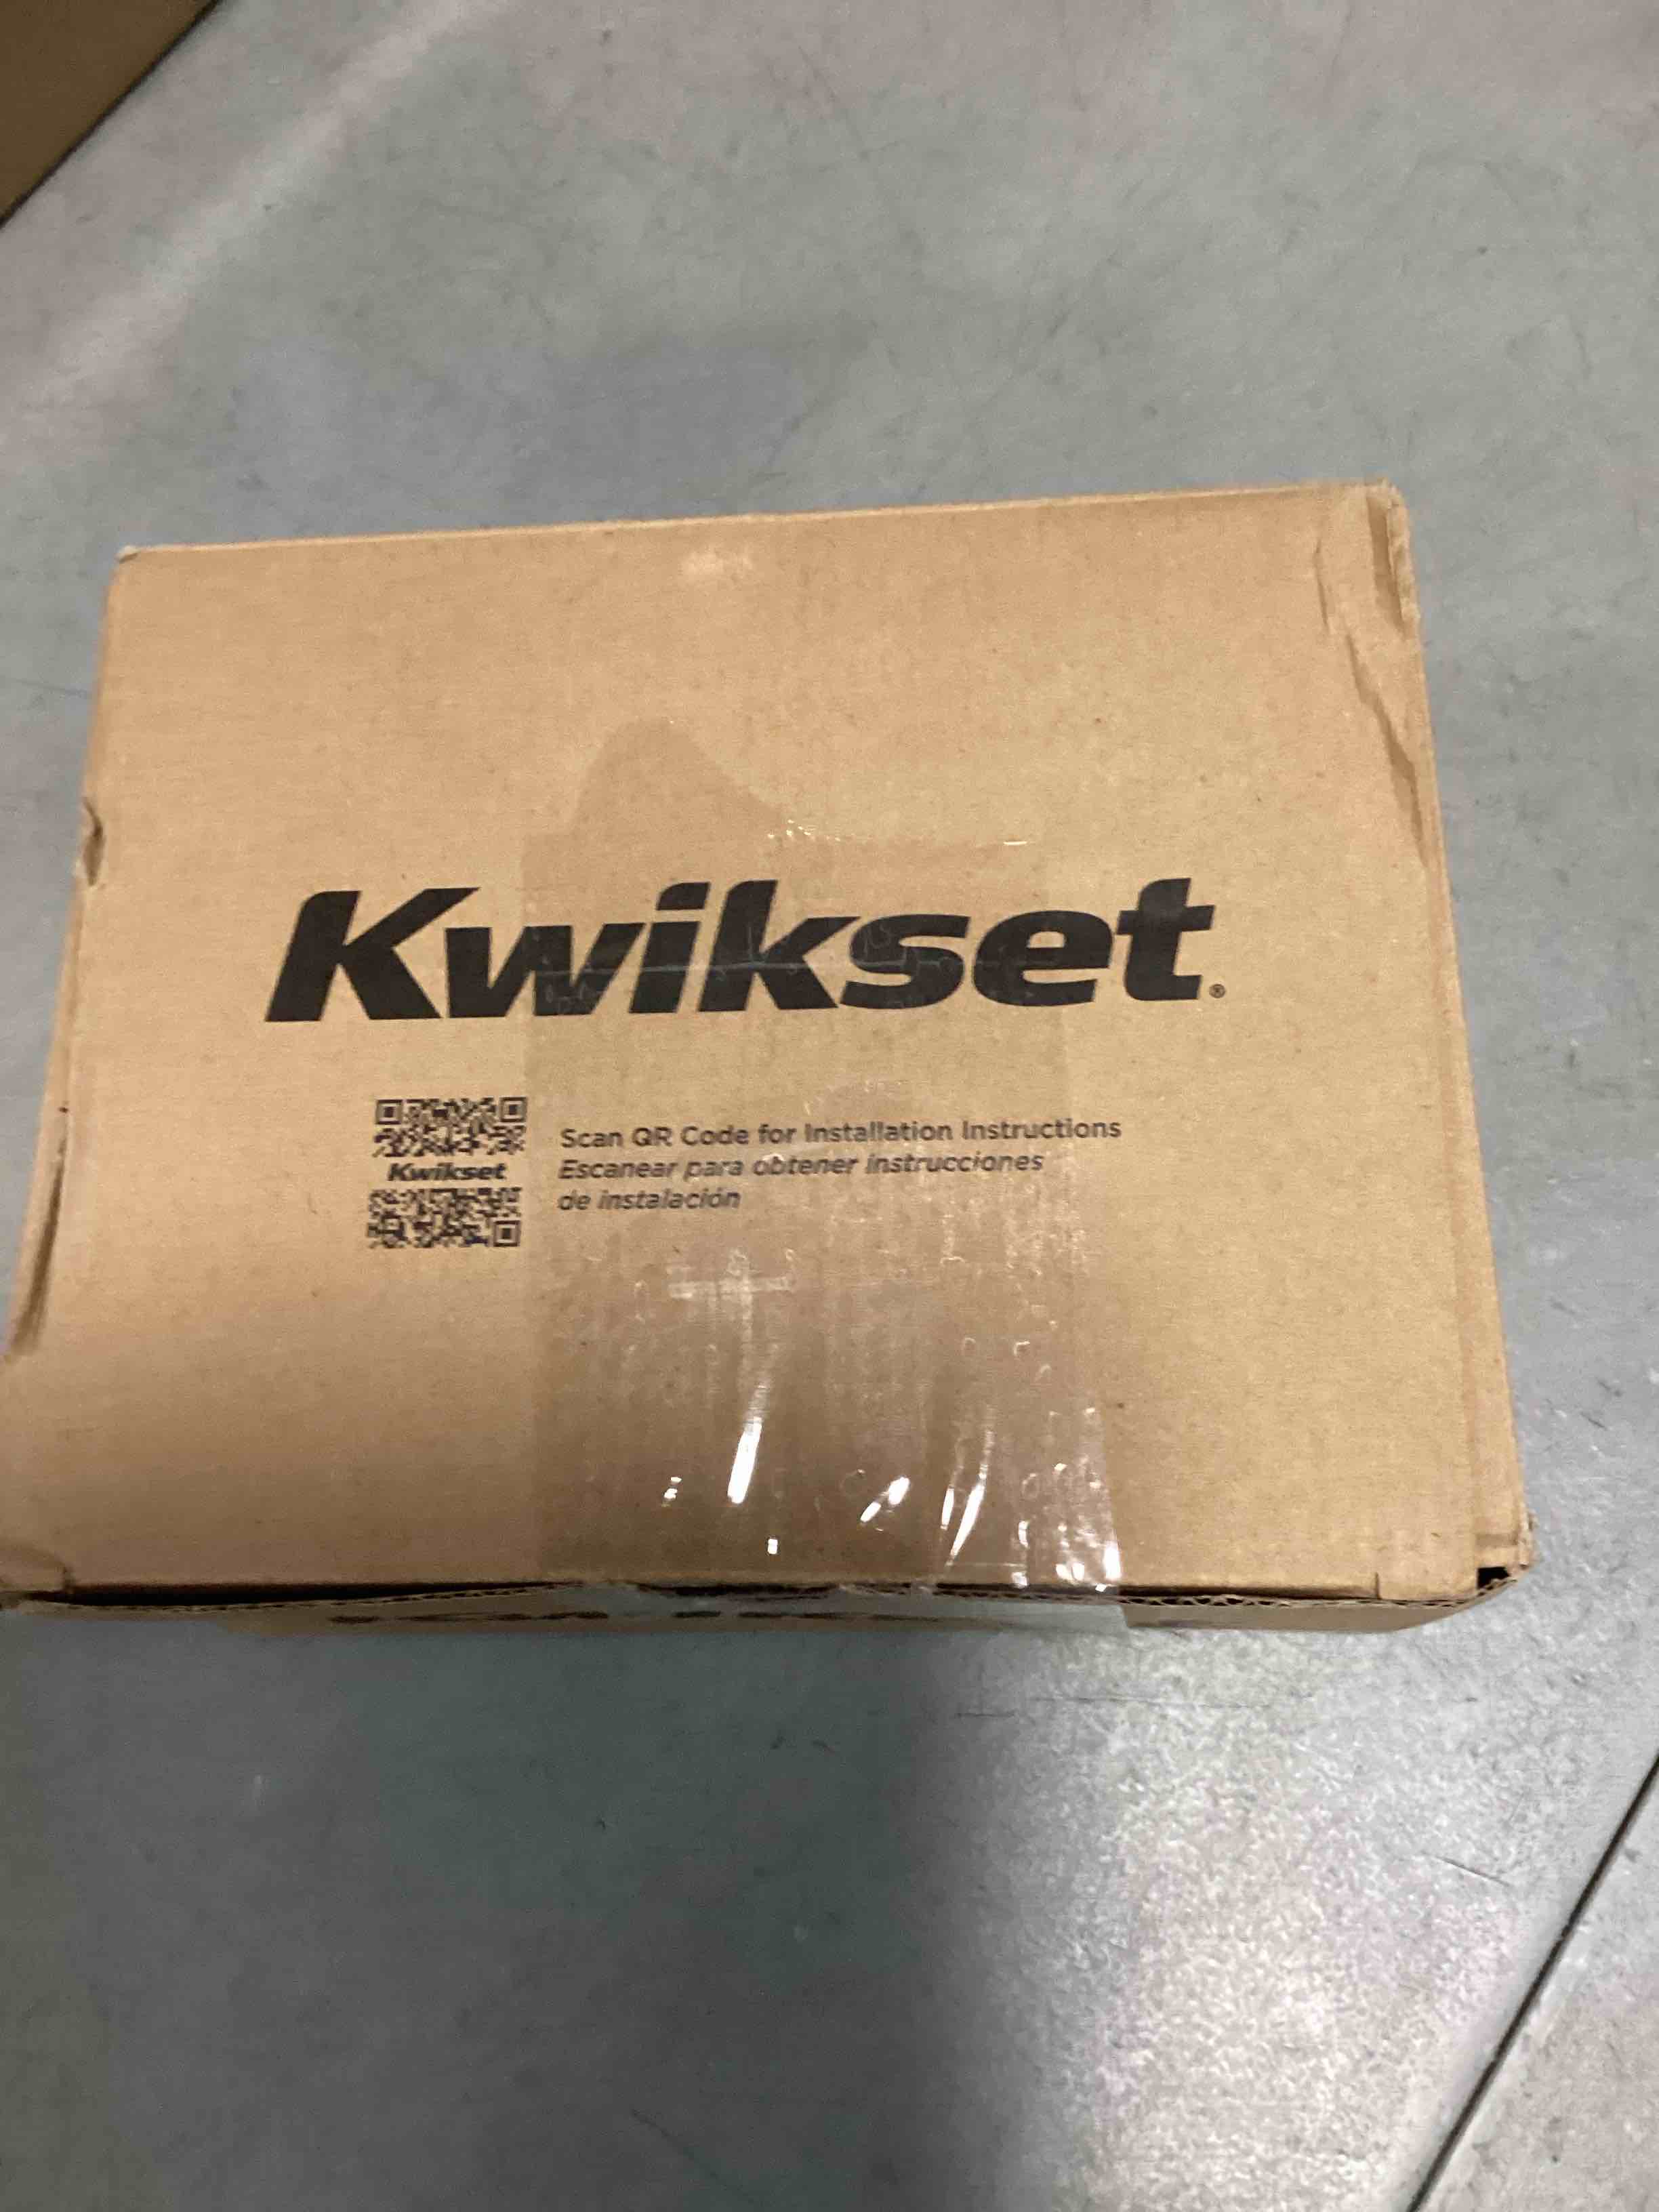 Kwikset®
Kwikset
Scan QR Code for Installation Instructions
Escanear para obtener instrucciones
de instalación